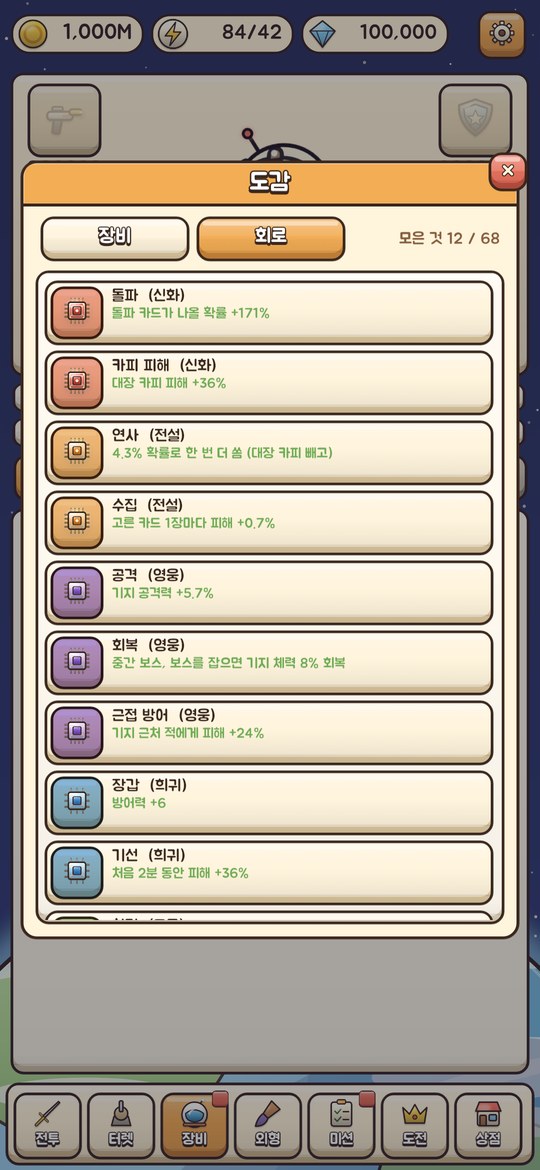 1,000M
84/42
100,000
도감
장비
회로
모은 것 12 / 68
돌파 (신화)
돌파 카드가 나올 확률 +171%
카피 피해 (신화)
대장 카피 피해 +36%
연사 (전설)
4.3% 확률로 한 번 더 쏨 (대장 카피 빼고)
수집 (전설)
고른 카드 1장마다 피해 +0.7%
공격 (영웅)
기지 공격력 +5.7%
회복 (영웅)
중간 보스, 보스를 잡으면 기지 체력 8% 회복
근접 방어 (영웅)
기지 근처 적에게 피해 +24%
장갑 (희귀)
방어력 +6
기선 (희귀)
처음 2분 동안 피해 +36%
전투
터렛
장비
외형
미션
도전
상점